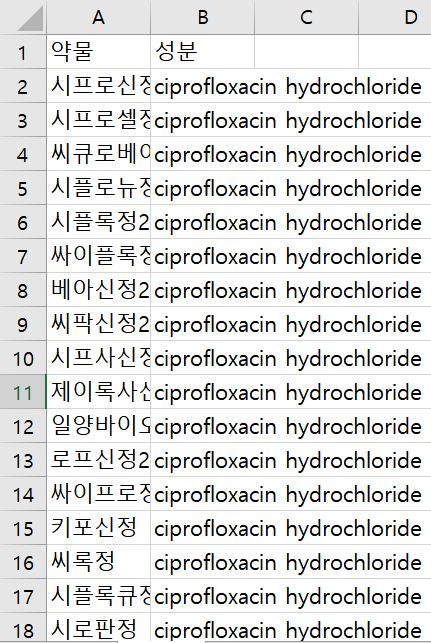 A B C D
1 약물 성분
2 시프로신정 ciprofloxacin hydrochloride
3 시프로셀정 ciprofloxacin hydrochloride
4 씨큐로베이 ciprofloxacin hydrochloride
5 시플로뉴정 ciprofloxacin hydrochloride
6 시플록정2 ciprofloxacin hydrochloride
7 싸이플록정 ciprofloxacin hydrochloride
8 베아신정2 ciprofloxacin hydrochloride
9 씨팍신정2 ciprofloxacin hydrochloride
10 시프사신정 ciprofloxacin hydrochloride
11 제이록사신 ciprofloxacin hydrochloride
12 일양바이오 ciprofloxacin hydrochloride
13 로프신정2 ciprofloxacin hydrochloride
14 싸이프로정 ciprofloxacin hydrochloride
15 키포신정 ciprofloxacin hydrochloride
16 씨록정 ciprofloxacin hydrochloride
17 시플록큐정 ciprofloxacin hydrochloride
18 시로판정 ciprofloxacin hydrochloride